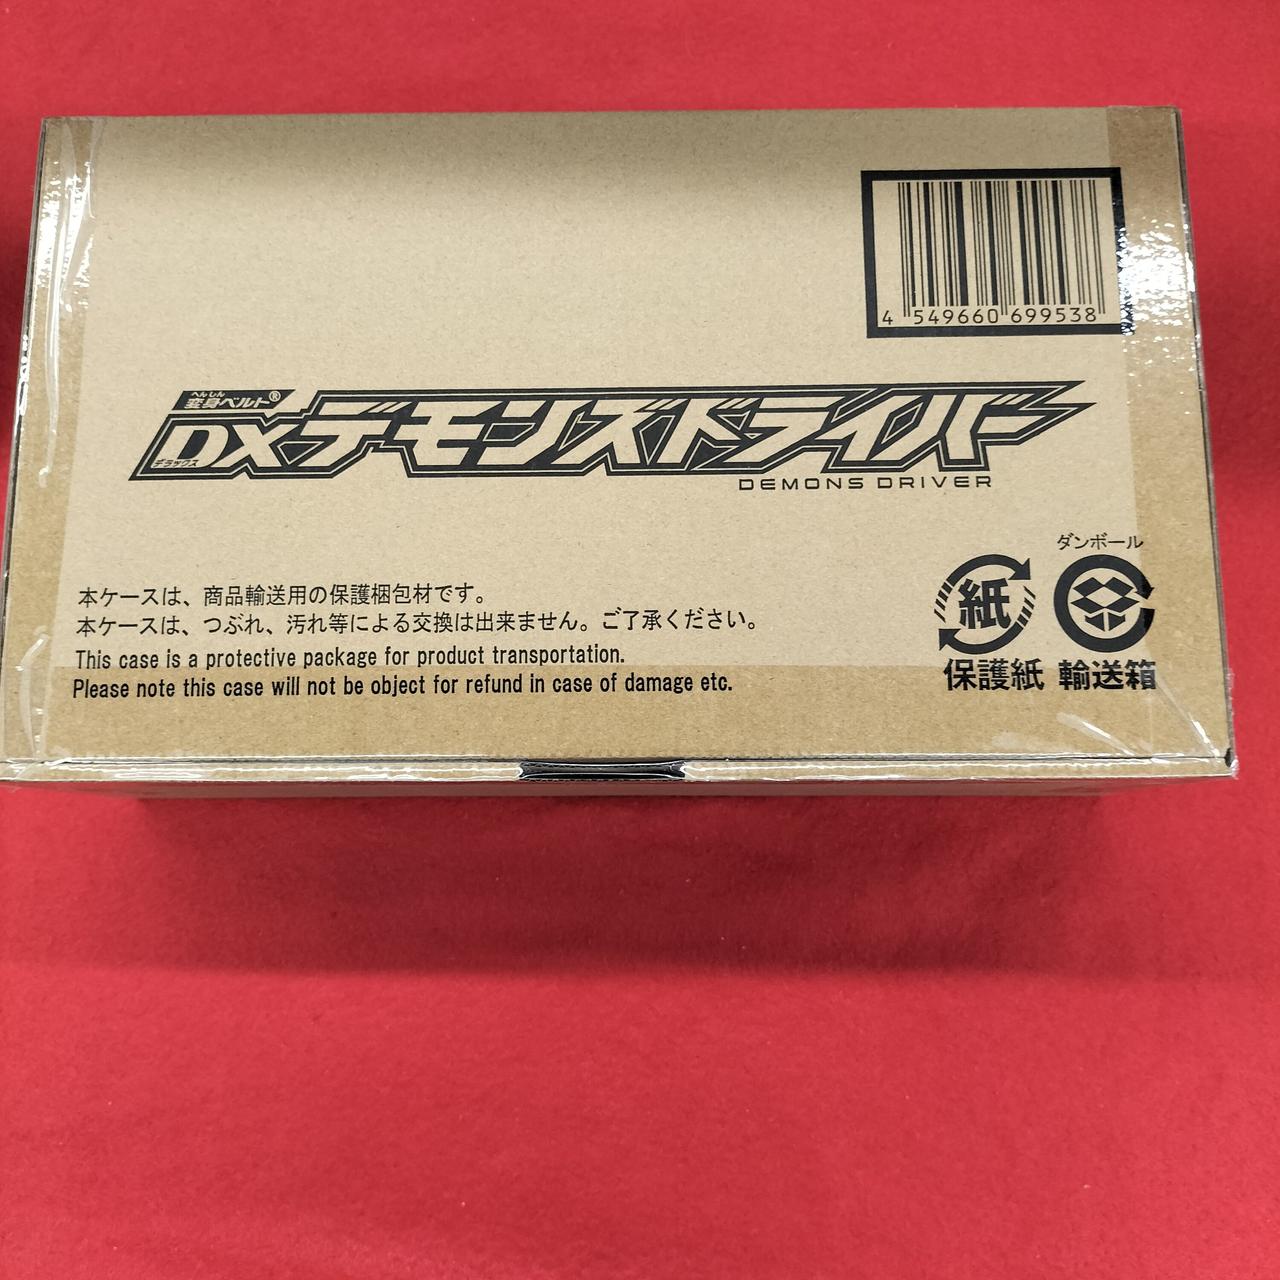 4 549660 699538
へんしん
変身ベルト®
DXデモンズドライバー
デラックス
DEMONS DRIVER
ダンボール
紙
保護紙 輸送箱
本ケースは、商品輸送用の保護梱包材です。
本ケースは、つぶれ、汚れ等による交換は出来ません。ご了承ください。
This case is a protective package for product transportation.
Please note this case will not be object for refund in case of damage etc.